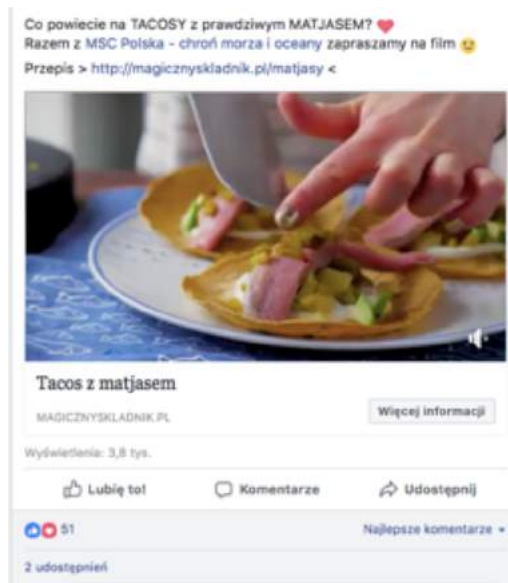 Co powiecie na TACOSY z prawdziwym MATJASEM?
Razem z MSC Polska - chroń morza i oceany zapraszamy na film
Przepis > http://magicznyskladnik.pl/matjasy <
Tacos z matjasem
MAGICZNYSKLADNIK.PL
Więcej informacji
Wyświetlenia: 3,8 tys.
Lubię to!
Komentarze
Udostępnij
51
Najlepsze komentarze
2 udostępnień